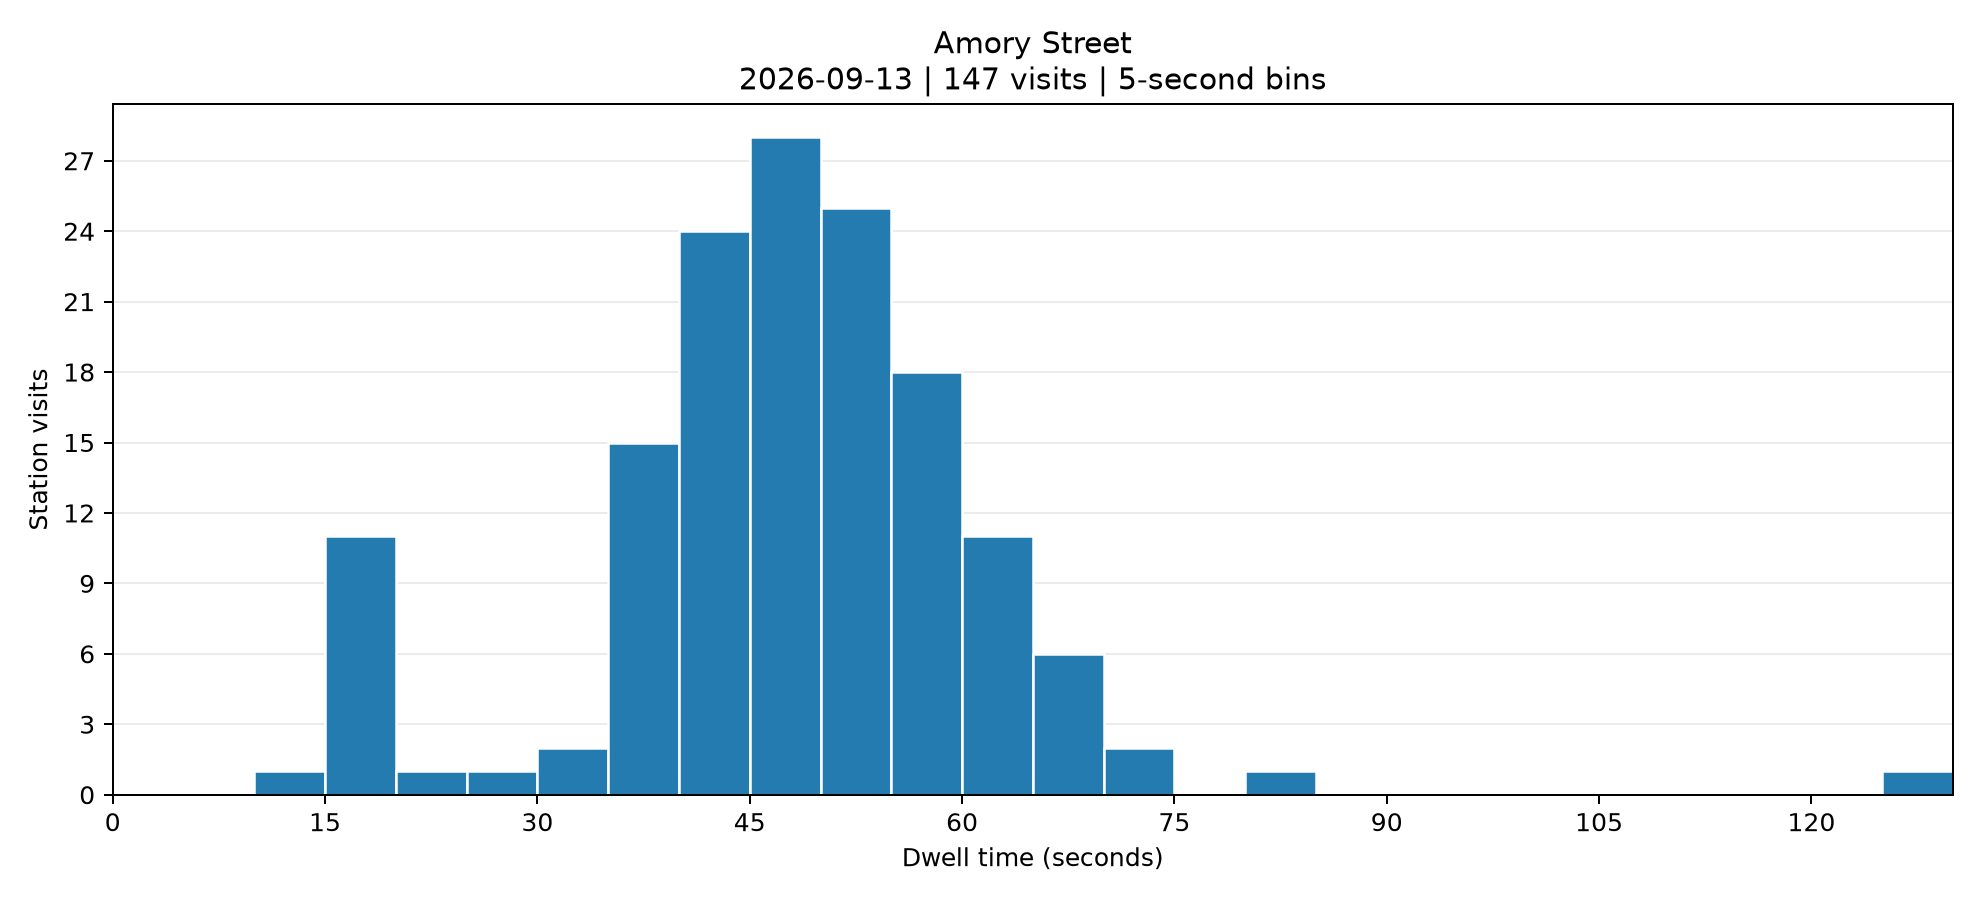 Amory Street
2026-09-13 | 147 visits | 5-second bins
Station visits
27
24
21
18
15
12
9
6
3
0
0 15 30 45 60 75 90 105 120
Dwell time (seconds)